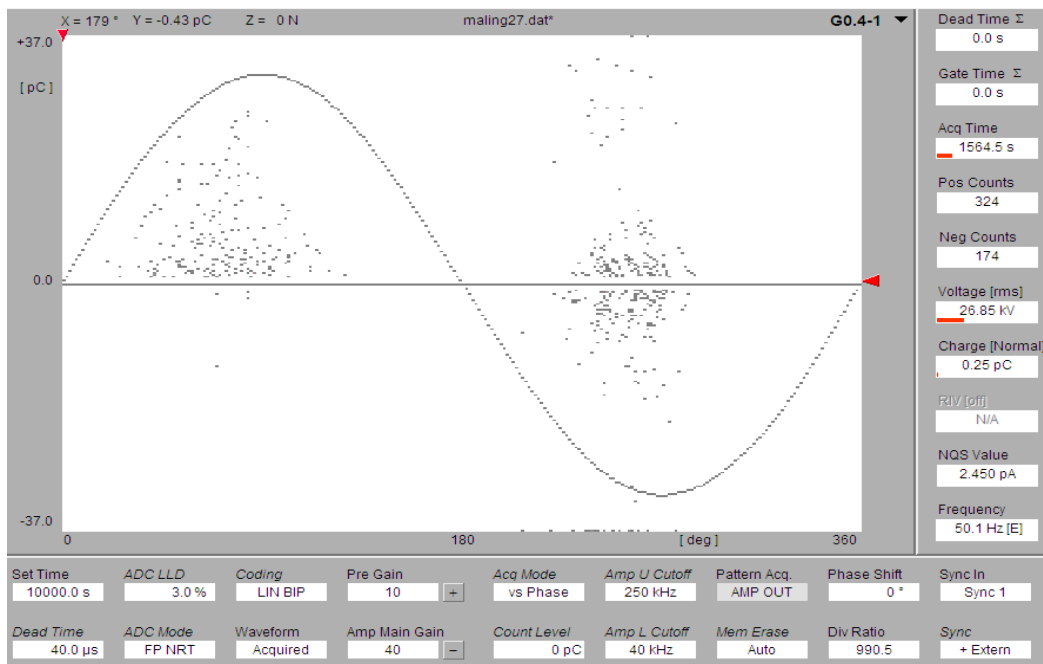 X = 179 ° Y = -0.43 pC Z = 0 N maling27.dat* G0.4-1
+37.0
[pC]
0.0
-37.0
0 180 [deg] 360
Dead Time Σ
0.0 s
Gate Time Σ
0.0 s
Acq Time
1564.5 s
Pos Counts
324
Neg Counts
174
Voltage [rms]
26.85 kV
Charge [Normal]
0.25 pC
RIV [off]
N/A
NQS Value
2.450 pA
Frequency
50.1 Hz [E]
Set Time ADC LLD Coding Pre Gain Acq Mode Amp U Cutoff Pattern Acq. Phase Shift Sync In
10000.0 s 3.0 % LIN BIP 10 + vs Phase 250 kHz AMP OUT 0 ° Sync 1
Dead Time ADC Mode Waveform Amp Main Gain Count Level Amp L Cutoff Mem Erase Div Ratio Sync
40.0 µs FP NRT Acquired 40 – 0 pC 40 kHz Auto 990.5 + Extern